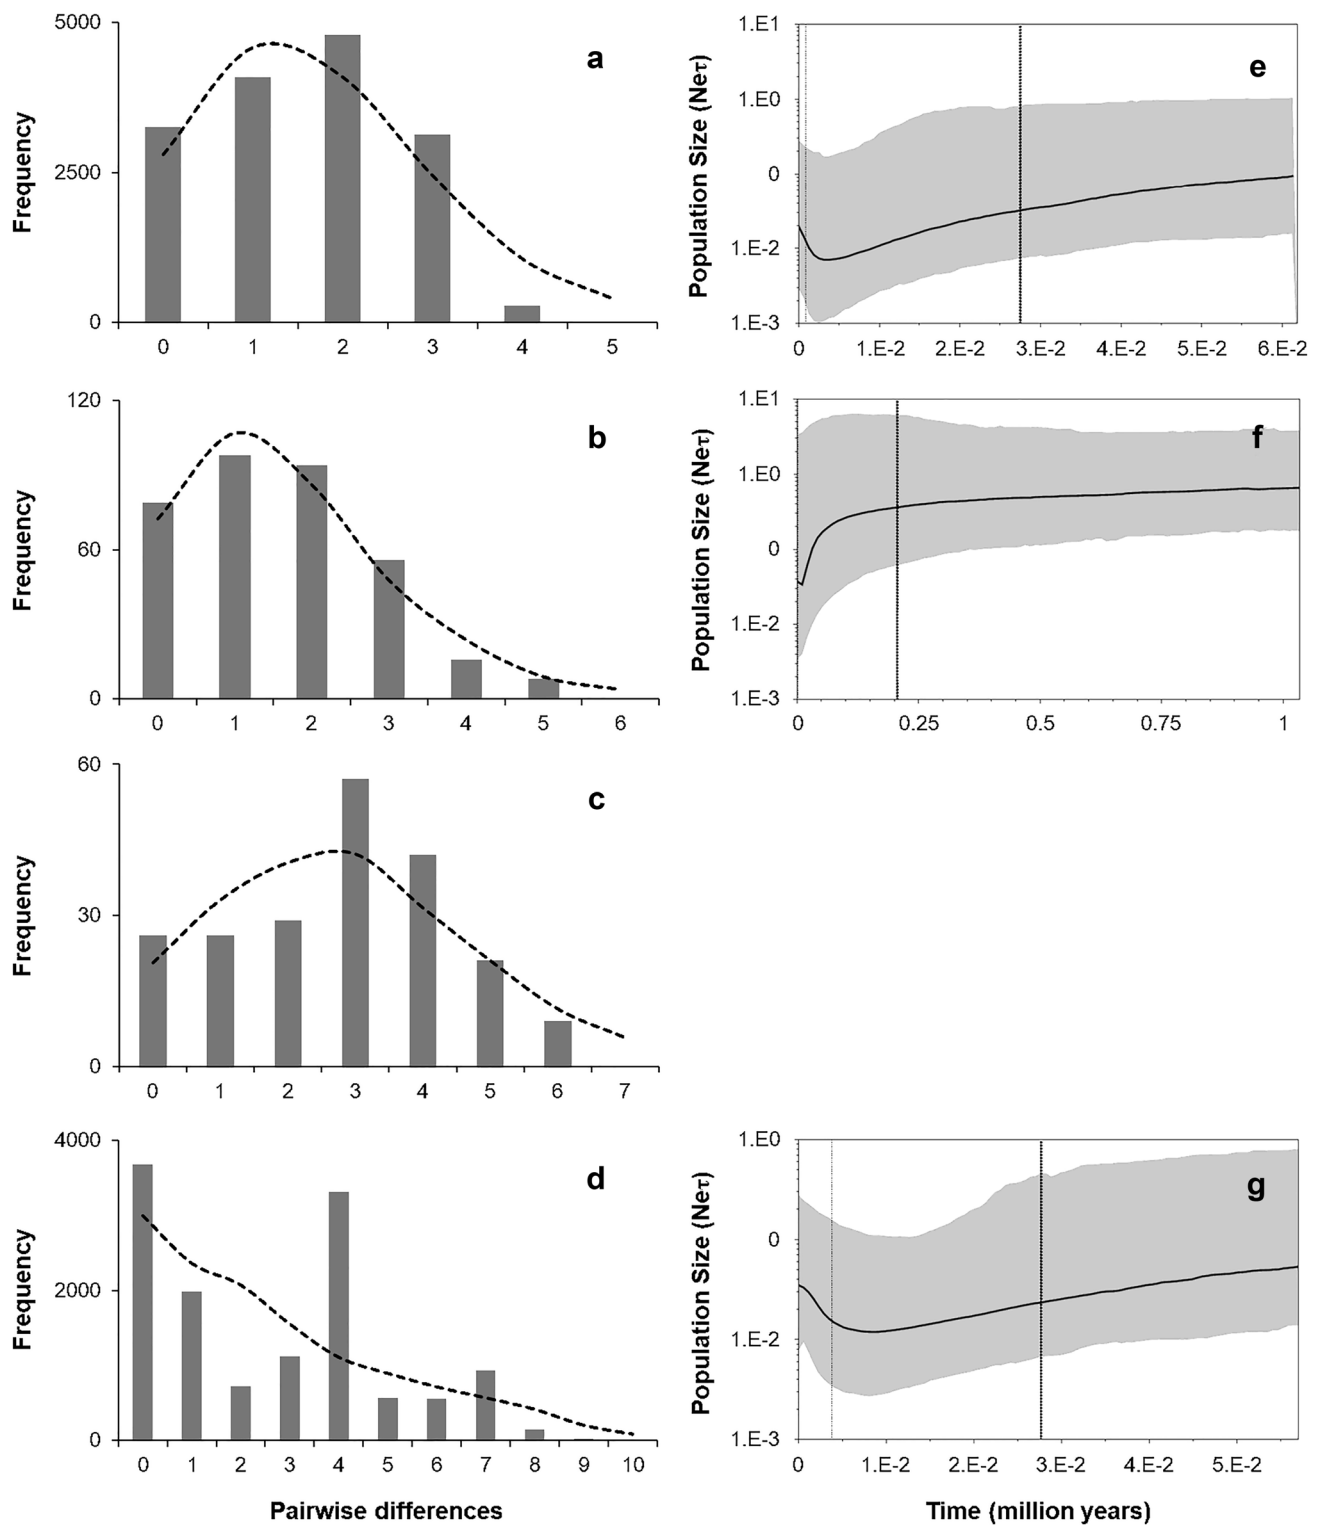 a
5000
2500
0
Frequency
0 1 2 3 4 5
e
1.E1
1.E0
0
1.E-2
1.E-3
Population Size (Neτ)
0 1.E-2 2.E-2 3.E-2 4.E-2 5.E-2 6.E-2
b
120
60
0
Frequency
0 1 2 3 4 5 6
f
1.E1
1.E0
0
1.E-2
1.E-3
Population Size (Neτ)
0 0.25 0.5 0.75 1
c
60
30
0
Frequency
0 1 2 3 4 5 6 7
d
4000
2000
0
Frequency
0 1 2 3 4 5 6 7 8 9 10
Pairwise differences
g
1.E0
0
1.E-2
1.E-3
Population Size (Neτ)
0 1.E-2 2.E-2 3.E-2 4.E-2 5.E-2
Time (million years)